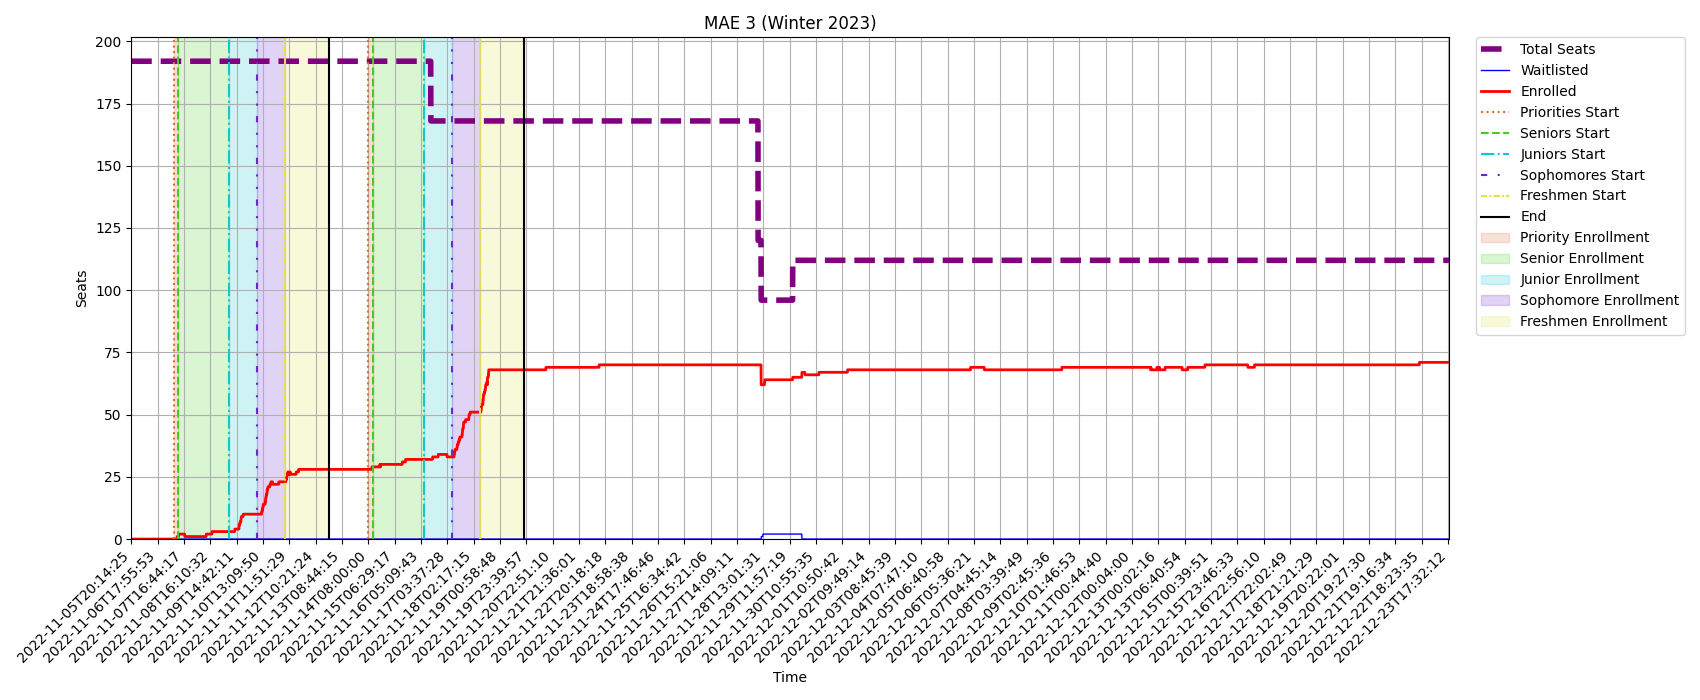 MAE 3 (Winter 2023)
200
175
150
125
100
75
50
25
0
Seats
2022-11-05T20:14:25
2022-11-06T17:55:53
2022-11-07T16:44:17
2022-11-08T16:10:32
2022-11-09T14:42:11
2022-11-10T13:09:50
2022-11-11T11:51:29
2022-11-12T10:21:24
2022-11-13T08:44:15
2022-11-14T08:00:00
2022-11-15T06:29:17
2022-11-16T05:09:43
2022-11-17T03:37:28
2022-11-18T02:17:15
2022-11-19T00:58:48
2022-11-19T23:39:57
2022-11-20T22:51:10
2022-11-21T21:36:01
2022-11-22T20:18:18
2022-11-23T18:58:38
2022-11-24T17:46:46
2022-11-25T16:34:42
2022-11-26T15:21:06
2022-11-27T14:09:11
2022-11-28T13:01:31
2022-11-29T11:57:19
2022-11-30T10:55:35
2022-12-01T10:50:42
2022-12-02T09:49:14
2022-12-03T08:45:39
2022-12-04T07:47:10
2022-12-05T06:40:58
2022-12-06T05:36:21
2022-12-07T04:45:14
2022-12-08T03:39:49
2022-12-09T02:45:36
2022-12-10T01:46:53
2022-12-11T00:44:40
2022-12-12T00:04:00
2022-12-13T00:02:16
2022-12-13T06:40:54
2022-12-15T00:39:51
2022-12-15T23:46:33
2022-12-16T22:56:10
2022-12-17T22:02:49
2022-12-18T21:21:29
2022-12-19T20:22:01
2022-12-20T19:27:30
2022-12-21T19:16:34
2022-12-22T18:23:35
2022-12-23T17:32:12
Time
Total Seats
Waitlisted
Enrolled
Priorities Start
Seniors Start
Juniors Start
Sophomores Start
Freshmen Start
End
Priority Enrollment
Senior Enrollment
Junior Enrollment
Sophomore Enrollment
Freshmen Enrollment